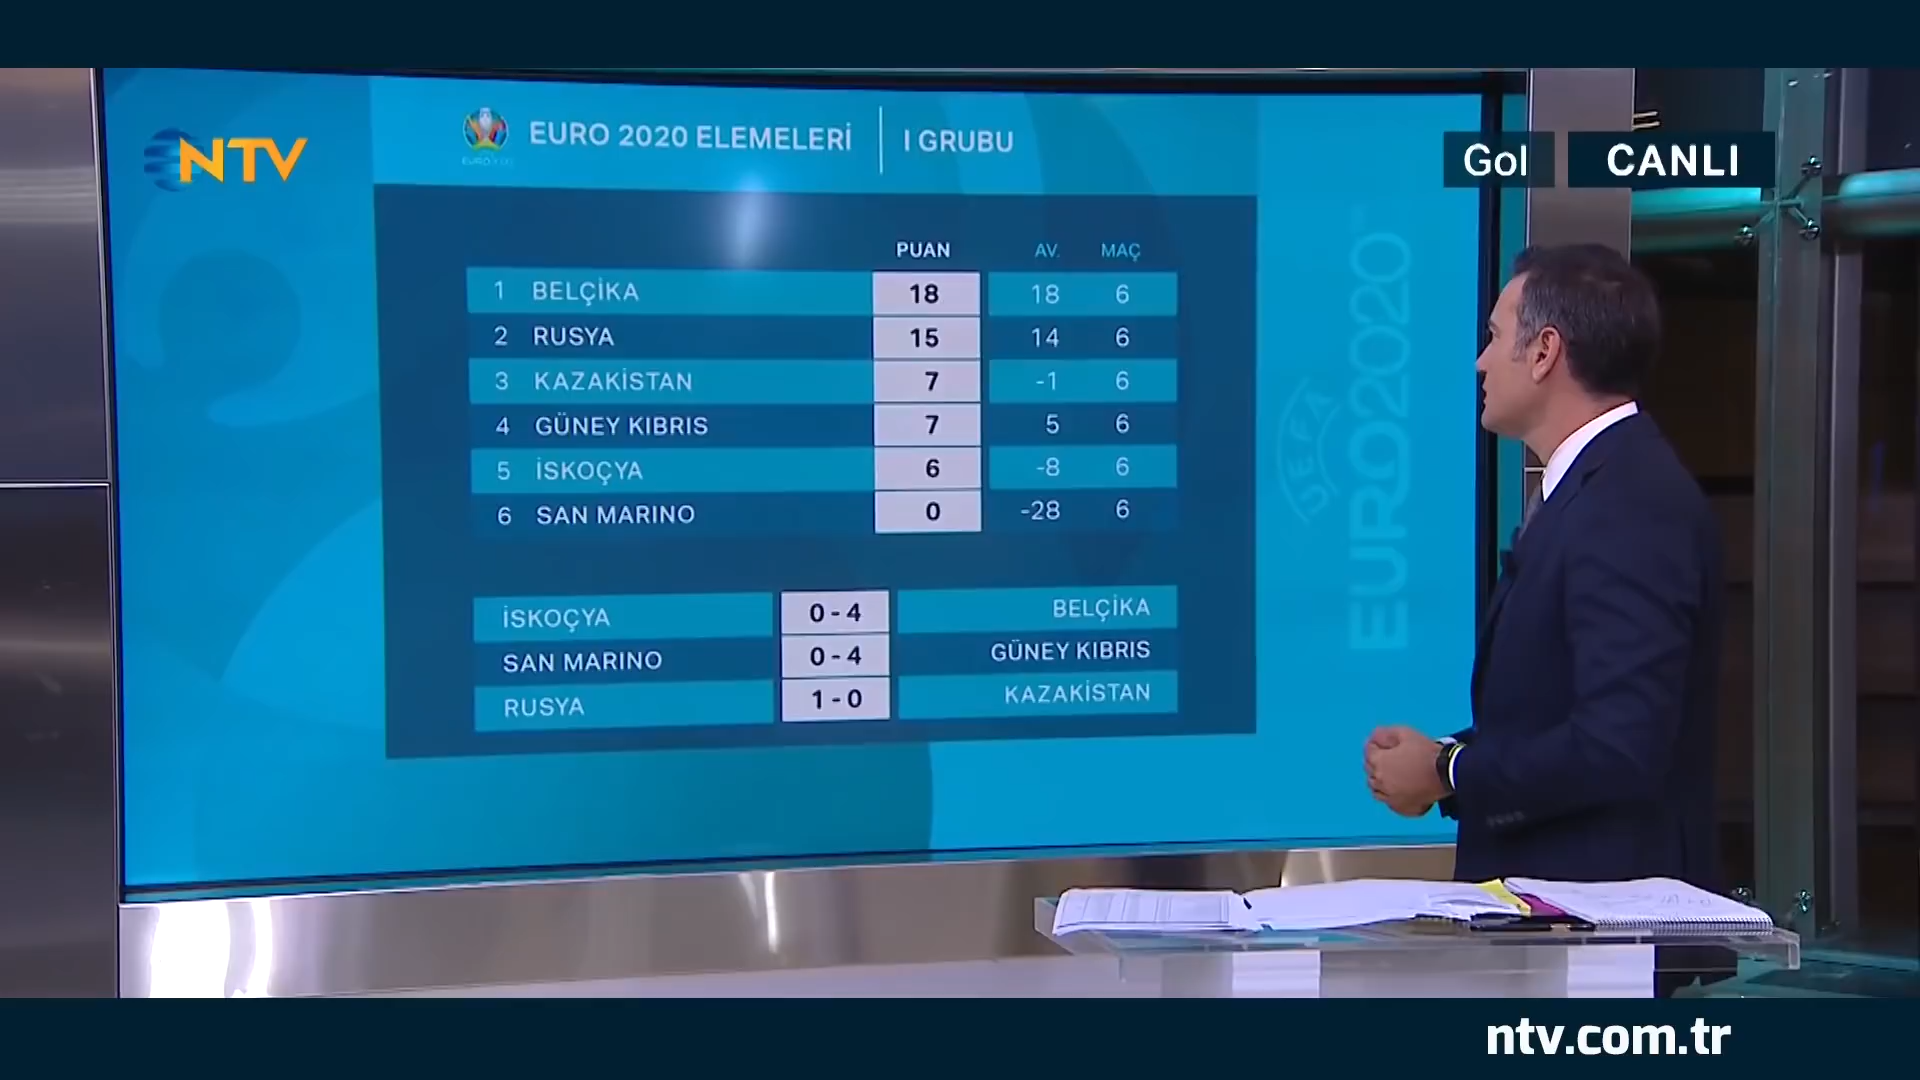 NTV
EURO 2020 ELEMELERİ
I GRUBU
Gol
CANLI
PUAN AV. MAÇ
1 BELÇİKA 18 18 6
2 RUSYA 15 14 6
3 KAZAKİSTAN 7 -1 6
4 GÜNEY KIBRIS 7 5 6
5 İSKOÇYA 6 -8 6
6 SAN MARINO 0 -28 6
İSKOÇYA 0 - 4 BELÇİKA
SAN MARINO 0 - 4 GÜNEY KIBRIS
RUSYA 1 - 0 KAZAKİSTAN
UEFA
EURO2020
ntv.com.tr